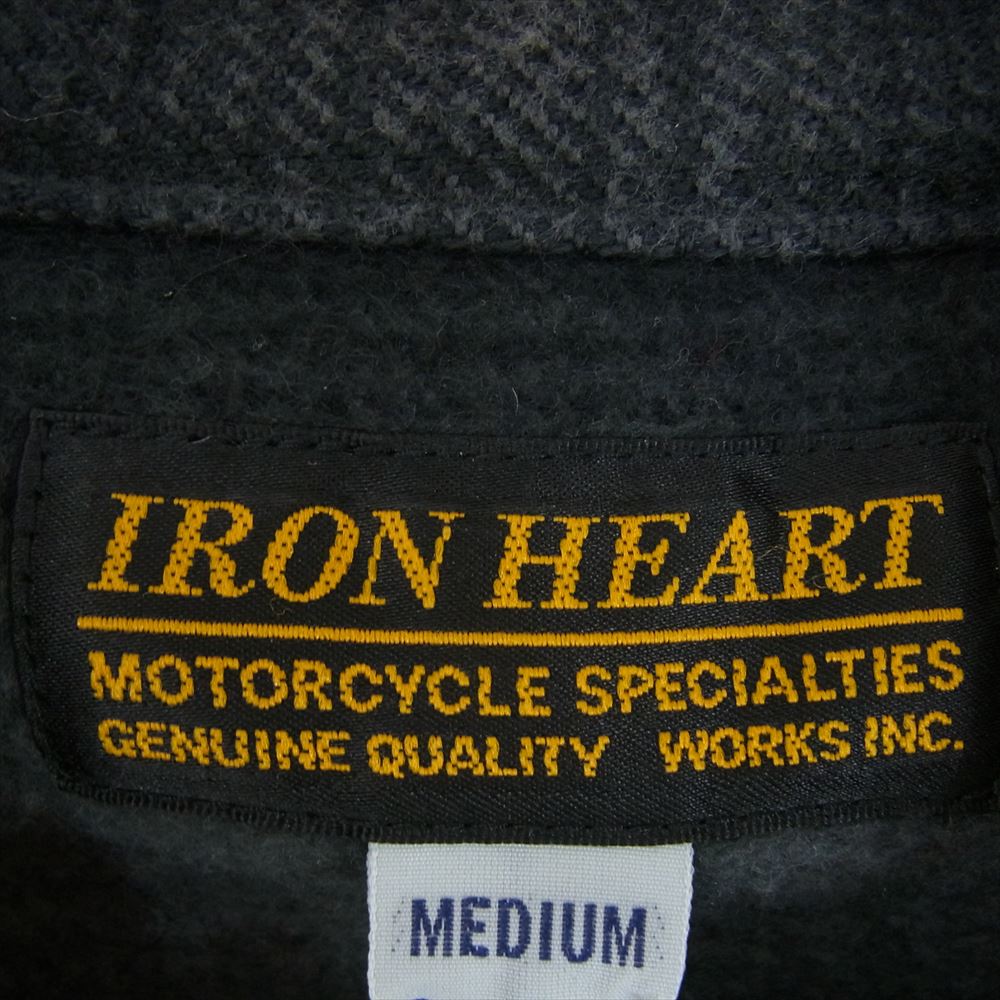 IRON HEART
MOTORCYCLE SPECIALTIES
GENUINE QUALITY WORKS INC.
MEDIUM